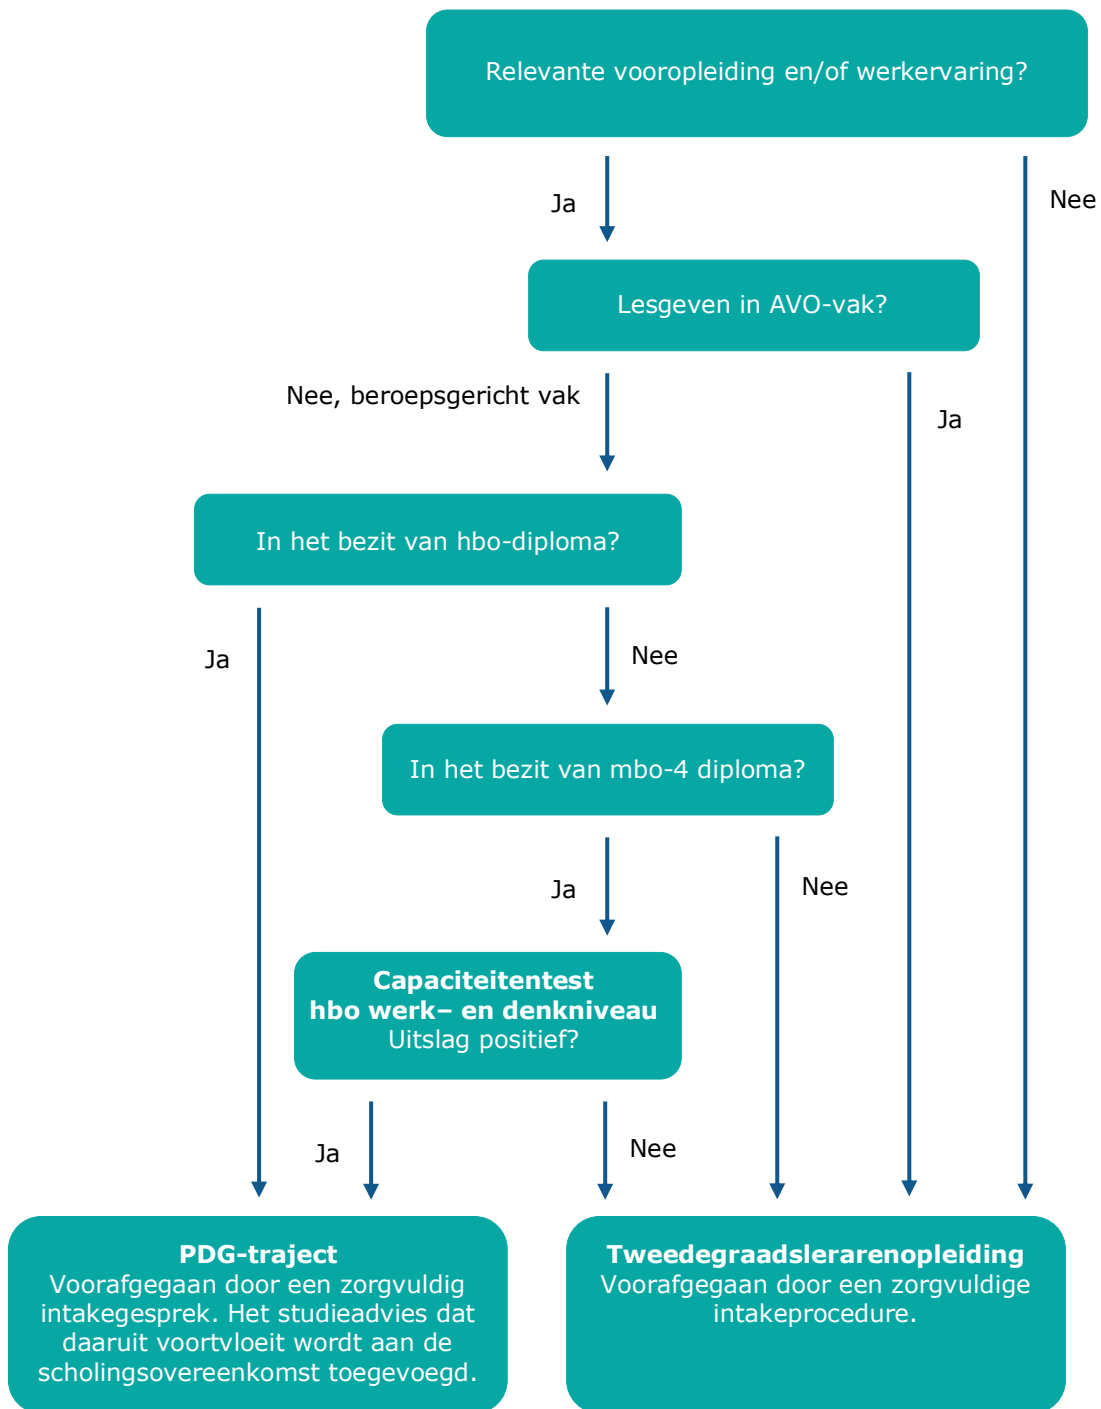 Relevante vooropleiding en/of werkervaring?
Ja
Nee
Lesgeven in AVO-vak?
Nee, beroepsgericht vak
Ja
In het bezit van hbo-diploma?
Ja
Nee
In het bezit van mbo-4 diploma?
Ja
Nee
Capaciteitentest
hbo werk– en denkniveau
Uitslag positief?
Ja
Nee
PDG-traject
Voorafgegaan door een zorgvuldig
intakegesprek. Het studieadvies dat
daaruit voortvloeit wordt aan de
scholingsovereenkomst toegevoegd.
Tweedegraadslerarenopleiding
Voorafgegaan door een zorgvuldige
intakeprocedure.